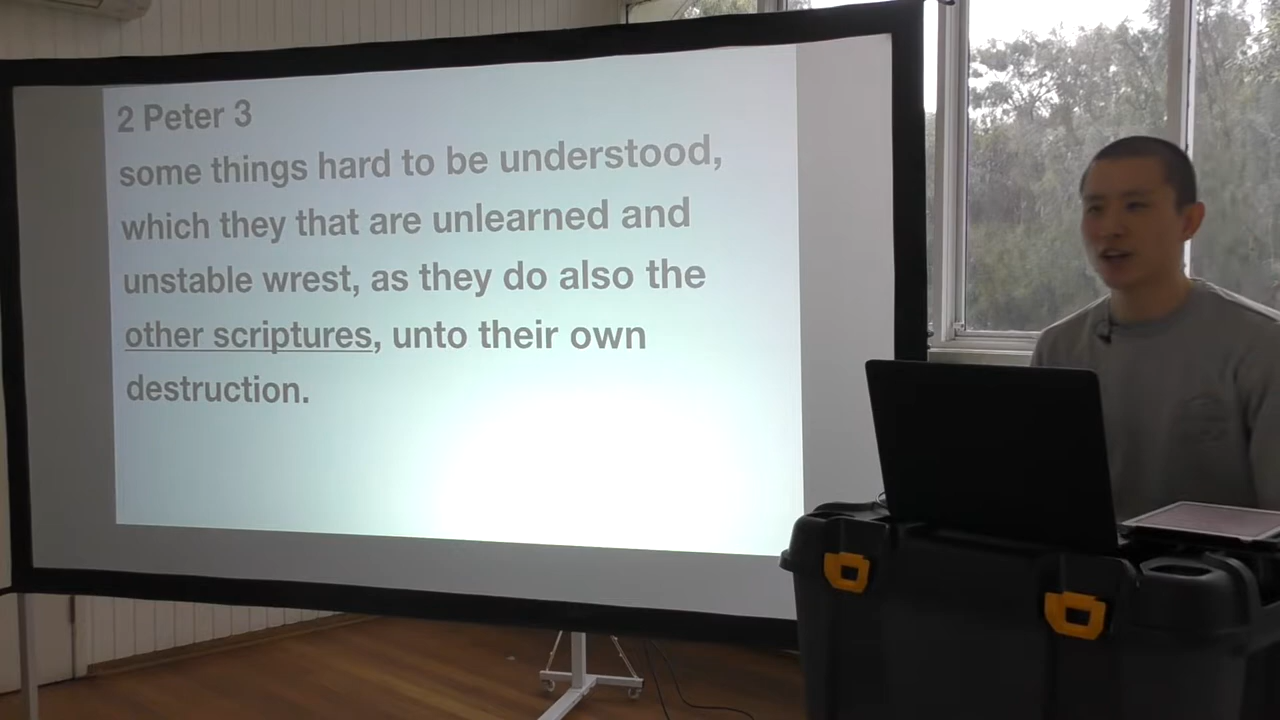 2 Peter 3
some things hard to be understood,
which they that are unlearned and
unstable wrest, as they do also the
other scriptures, unto their own
destruction.